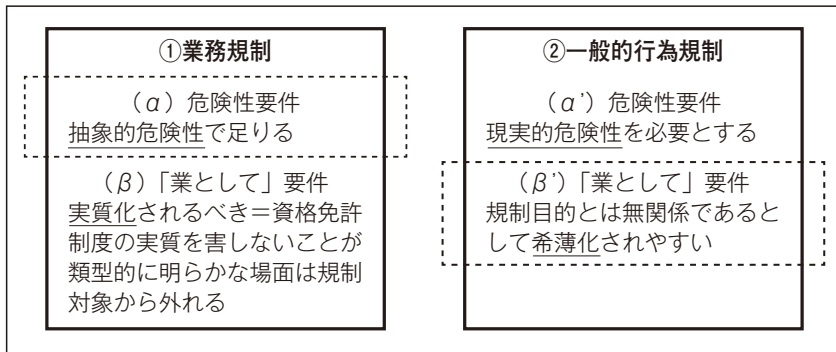 ①業務規制
(α)危険性要件
抽象的危険性で足りる
(β)「業として」要件
実質化されるべき=資格免許
制度の実質を害しないことが
類型的に明らかな場面は規制
対象から外れる
②一般的行為規制
(α’)危険性要件
現実的危険性を必要とする
(β’)「業として」要件
規制目的とは無関係であると
して希薄化されやすい